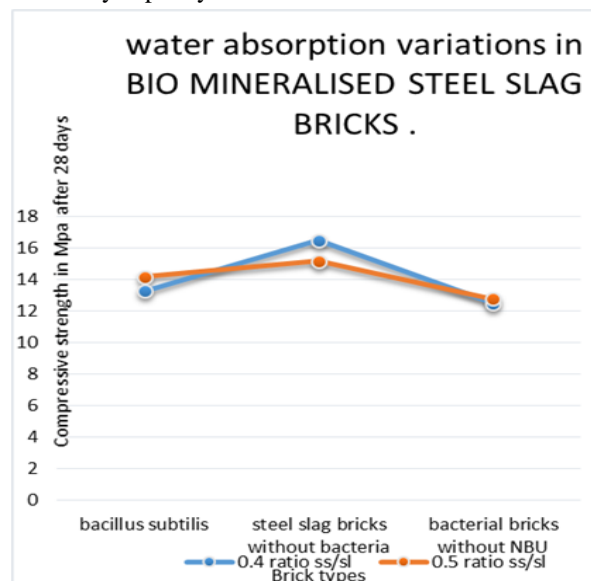 water absorption variations in
BIO MINERALISED STEEL SLAG
BRICKS .
Compressive strength in Mpa after 28 days
18
16
14
12
10
8
6
4
2
0
bacillus subtilis
steel slag bricks
without bacteria
bacterial bricks
without NBU
0.4 ratio ss/sl
0.5 ratio ss/sl
Brick types